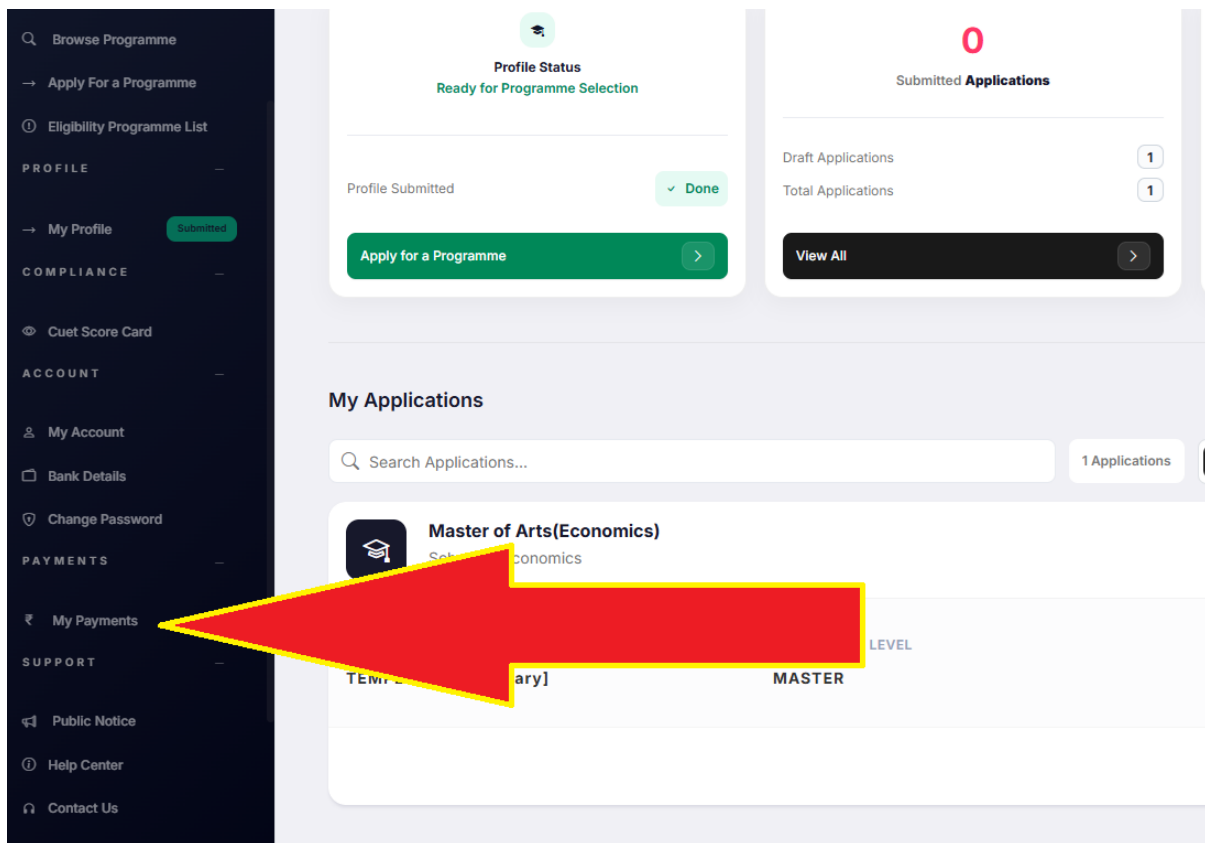 Browse Programme
Apply For a Programme
Eligibility Programme List
PROFILE
My Profile
Submitted
COMPLIANCE
Cuet Score Card
ACCOUNT
My Account
Bank Details
Change Password
PAYMENTS
₹ My Payments
SUPPORT
Public Notice
Help Center
Contact Us
Profile Status
Ready for Programme Selection
Profile Submitted
Done
Apply for a Programme
0
Submitted Applications
Draft Applications 1
Total Applications 1
View All
My Applications
Search Applications...
1 Applications
Master of Arts(Economics)
LEVEL
MASTER